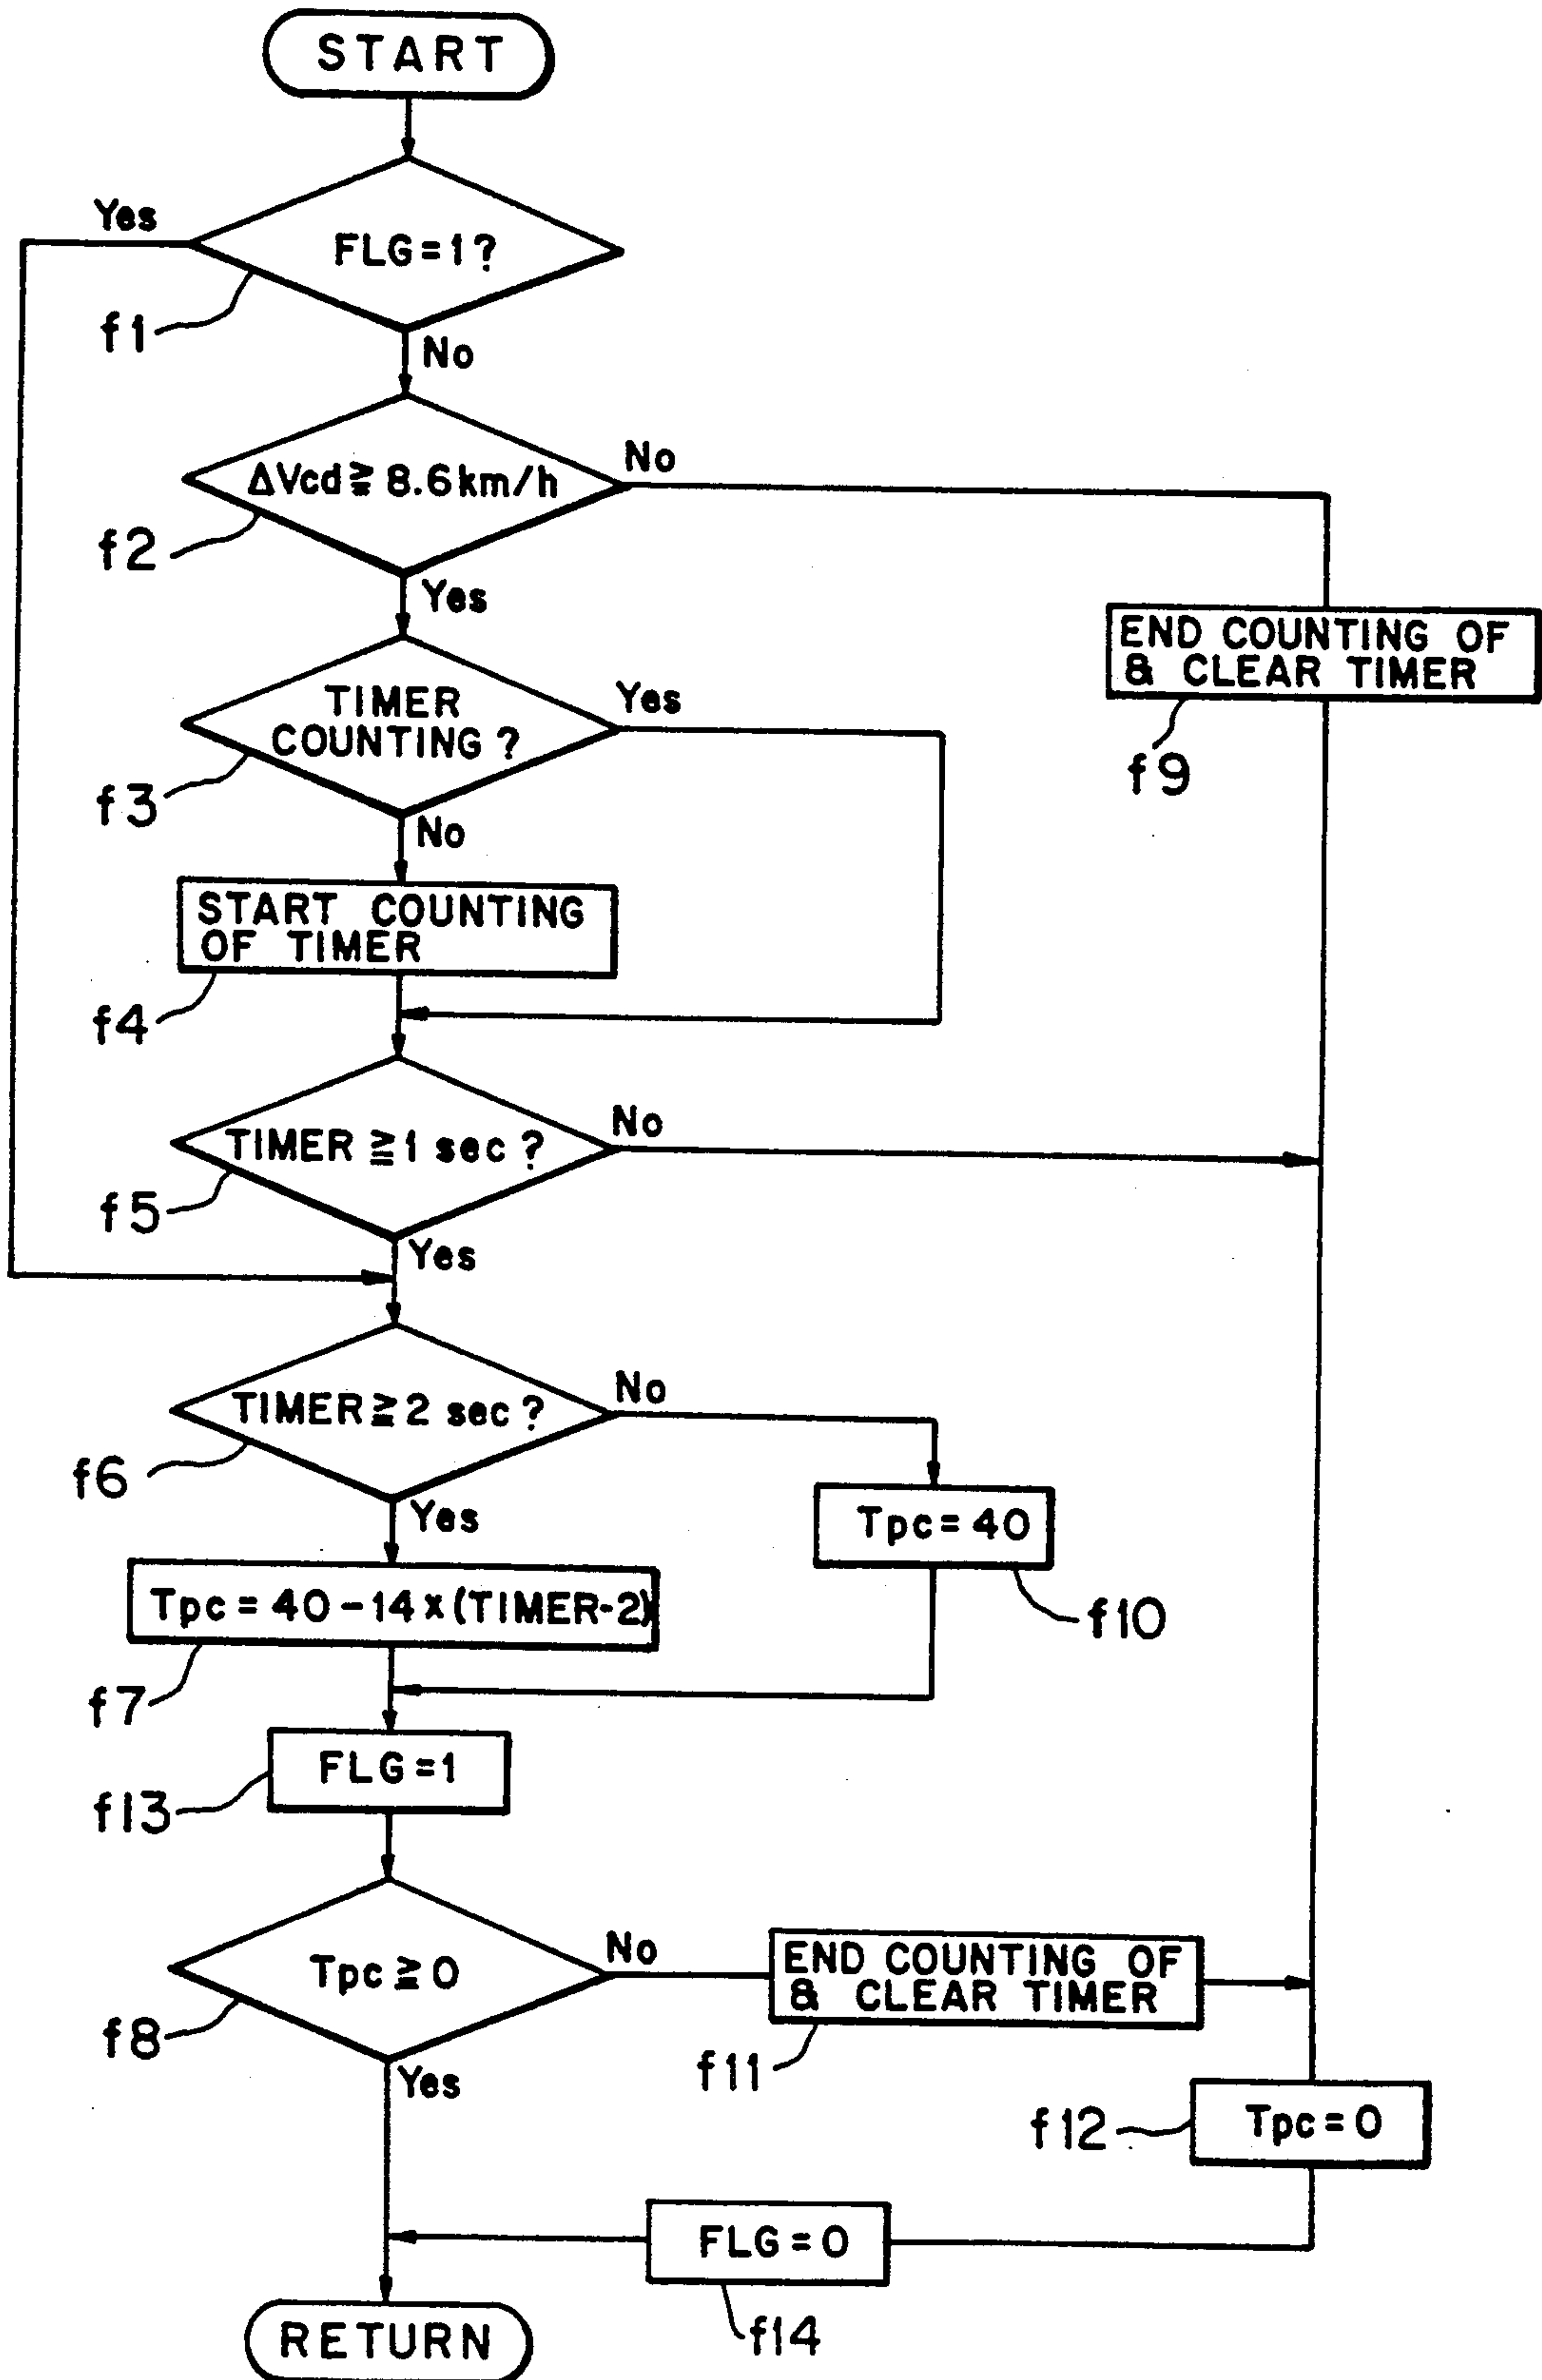 START
Yes
FLG=1?
f1
No
ΔVcd≧8.6km/h
No
f2
Yes
END COUNTING OF
& CLEAR TIMER
f9
TIMER
COUNTING?
Yes
f3
No
START COUNTING
OF TIMER
f4
TIMER≧1 sec?
No
f5
Yes
TIMER≧2 sec?
No
f6
Yes
Tpc=40
f10
Tpc=40-14×(TIMER-2)
f7
FLG=1
f13
Tpc≧0
No
END COUNTING OF
& CLEAR TIMER
f8
f11
Yes
Tpc=0
f12
FLG=0
f14
RETURN